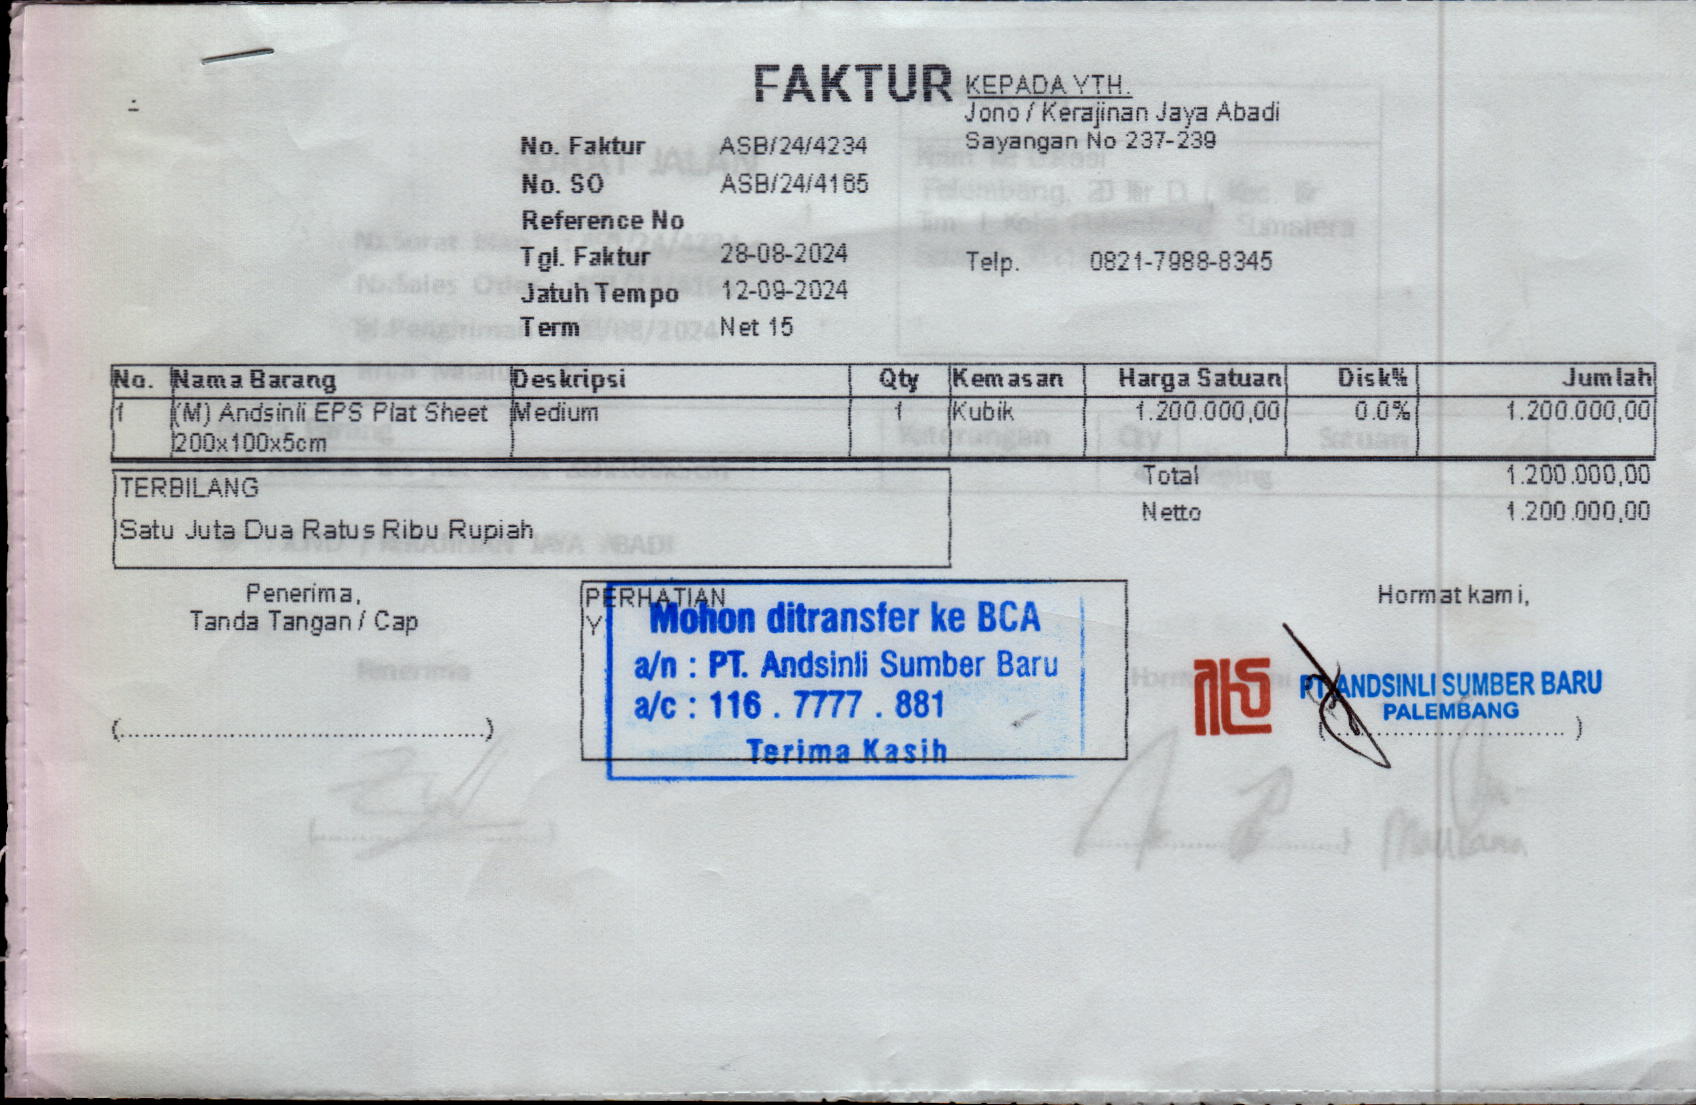 FAKTUR
KEPADA YTH.
Jono / Kerajinan Jaya Abadi
Sayangan No 237-239
Telp. 0821-7988-8345
No. Faktur ASB/24/4234
No. SO ASB/24/4165
Reference No
Tgl. Faktur 28-08-2024
Jatuh Tempo 12-09-2024
Term Net 15
No. Nama Barang Deskripsi Qty Kemasan Harga Satuan Disk% Jumlah
1 (M) Andsinli EPS Plat Sheet Medium 1 Kubik 1.200.000,00 0.0% 1.200.000,00
200x100x5cm
Total 1.200.000,00
Netto 1.200.000,00
TERBILANG
Satu Juta Dua Ratus Ribu Rupiah
Penerima,
Tanda Tangan / Cap
(.............................................)
PERHATIAN
Y
Mohon ditransfer ke BCA
a/n : PT. Andsinli Sumber Baru
a/c : 116 . 7777 . 881
Terima Kasih
Hormat kami,
PT. ANDSINLI SUMBER BARU
PALEMBANG